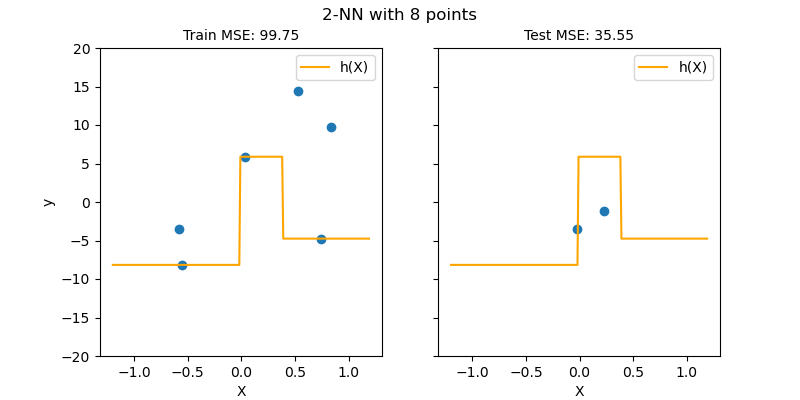 2-NN with 8 points
Train MSE: 99.75
Test MSE: 35.55
h(X)
h(X)
20
15
10
5
0
−5
−10
−15
−20
y
−1.0 −0.5 0.0 0.5 1.0
−1.0 −0.5 0.0 0.5 1.0
X
X